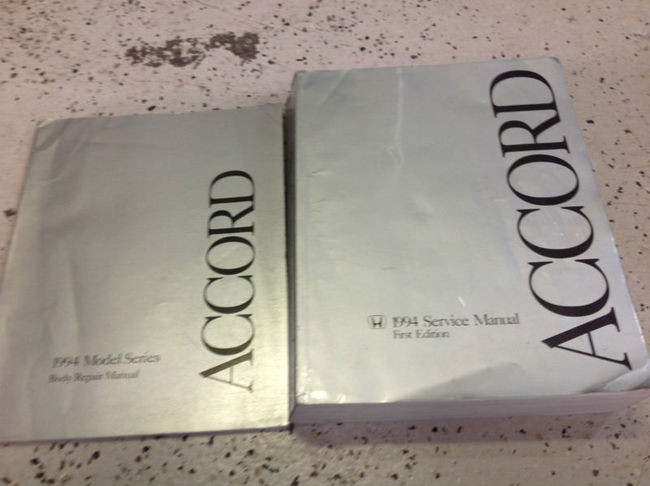 ACCORD
1994 Model Series
Body Repair Manual
ACCORD
1994 Service Manual
First Edition